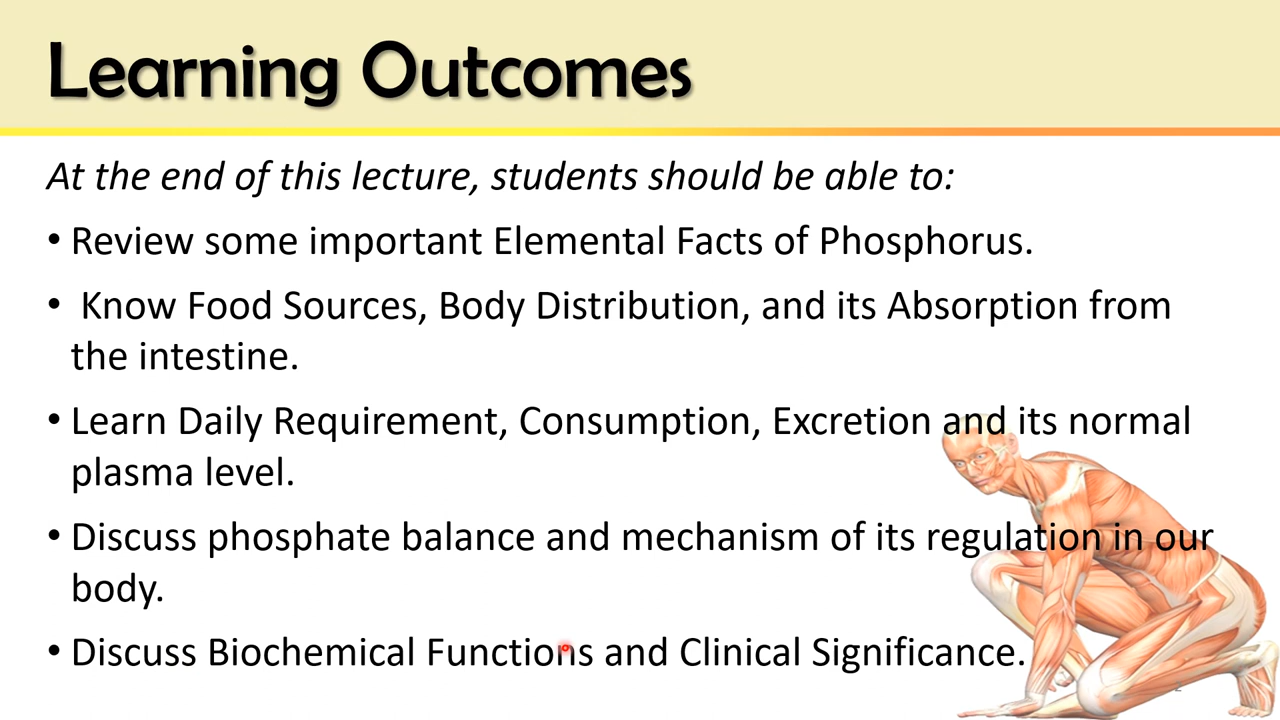 Learning Outcomes
At the end of this lecture, students should be able to:
• Review some important Elemental Facts of Phosphorus.
• Know Food Sources, Body Distribution, and its Absorption from
the intestine.
• Learn Daily Requirement, Consumption, Excretion and its normal
plasma level.
• Discuss phosphate balance and mechanism of its regulation in our
body.
• Discuss Biochemical Functions and Clinical Significance.